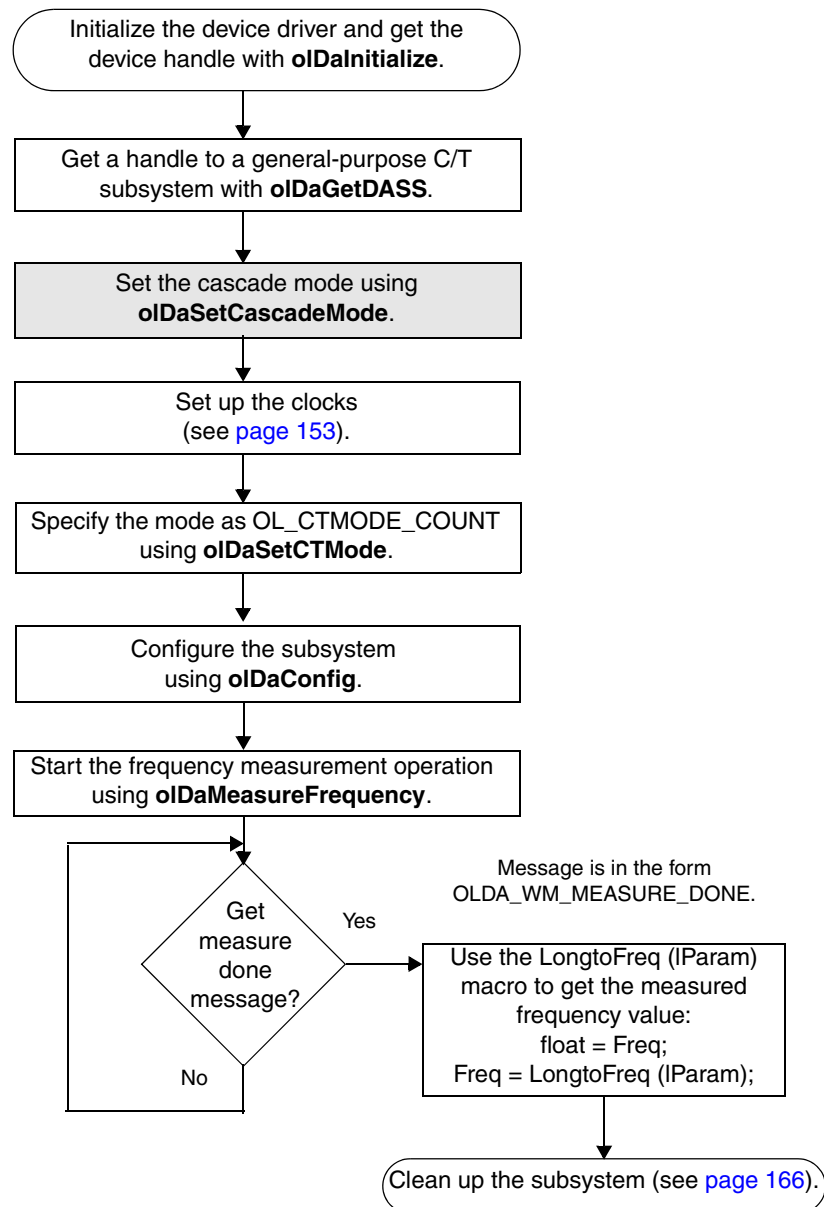 Initialize the device driver and get the
device handle with olDaInitialize.
Get a handle to a general-purpose C/T
subsystem with olDaGetDASS.
Set the cascade mode using
olDaSetCascadeMode.
Set up the clocks
(see page 153).
Specify the mode as OL_CTMODE_COUNT
using olDaSetCTMode.
Configure the subsystem
using olDaConfig.
Start the frequency measurement operation
using olDaMeasureFrequency.
Message is in the form
OLDA_WM_MEASURE_DONE.
Get
measure
done
message?
Yes
No
Use the LongtoFreq (lParam)
macro to get the measured
frequency value:
float = Freq;
Freq = LongtoFreq (lParam);
Clean up the subsystem (see page 166).